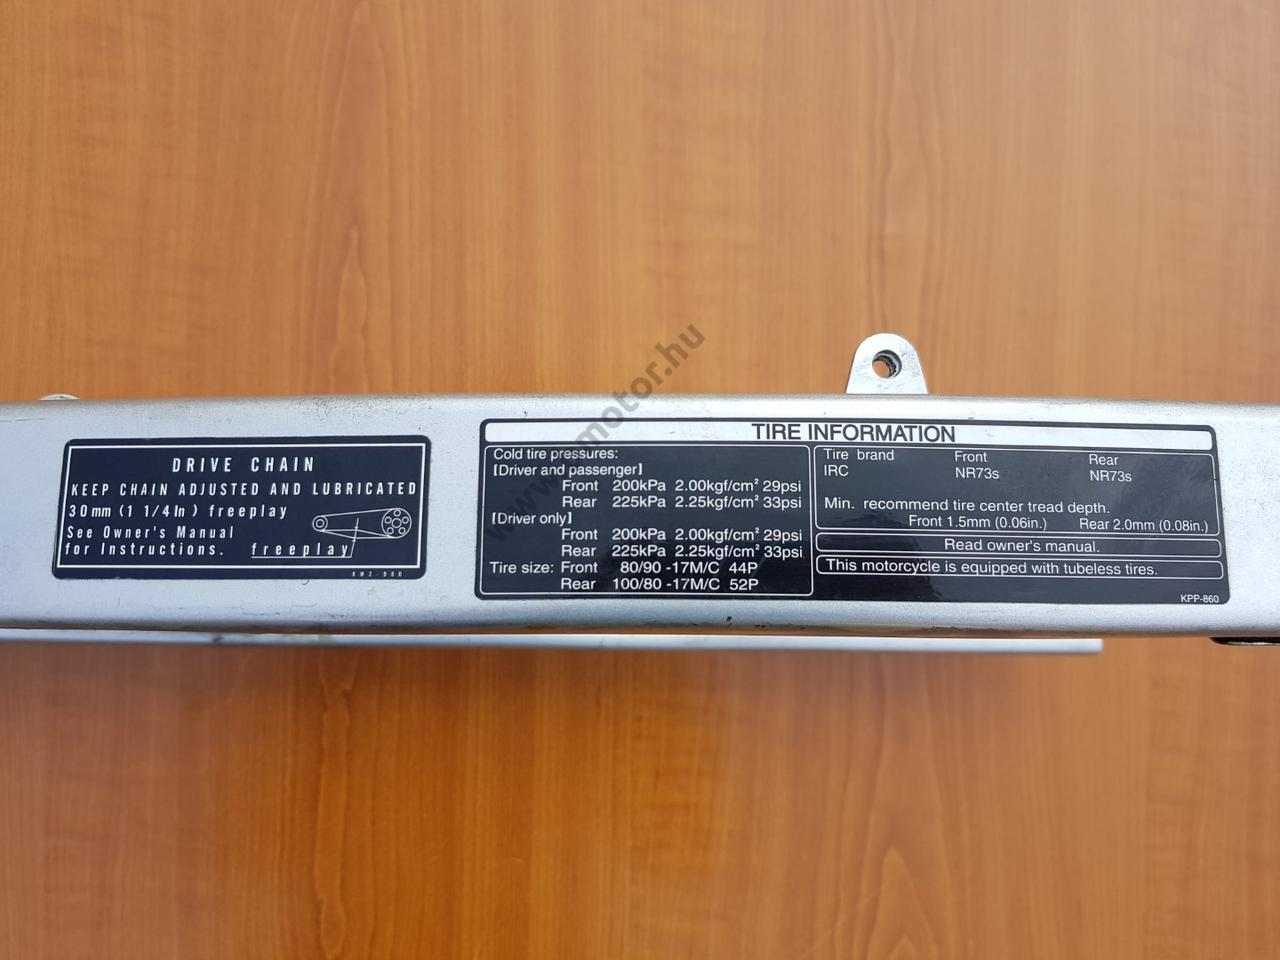 DRIVE CHAIN
KEEP CHAIN ADJUSTED AND LUBRICATED
30mm (1 1/4In) freeplay
See Owner's Manual
for Instructions. freeplay
TIRE INFORMATION
Cold tire pressures:
[Driver and passenger]
Front 200kPa 2.00kgf/cm² 29psi
Rear 225kPa 2.25kgf/cm² 33psi
[Driver only]
Front 200kPa 2.00kgf/cm² 29psi
Rear 225kPa 2.25kgf/cm² 33psi
Tire size: Front 80/90 -17M/C 44P
Rear 100/80 -17M/C 52P
Tire brand Front Rear
IRC NR73s NR73s
Min. recommend tire center tread depth.
Front 1.5mm (0.06in.) Rear 2.0mm (0.08in.)
Read owner's manual.
This motorcycle is equipped with tubeless tires.
KPP-860
www.motor.hu